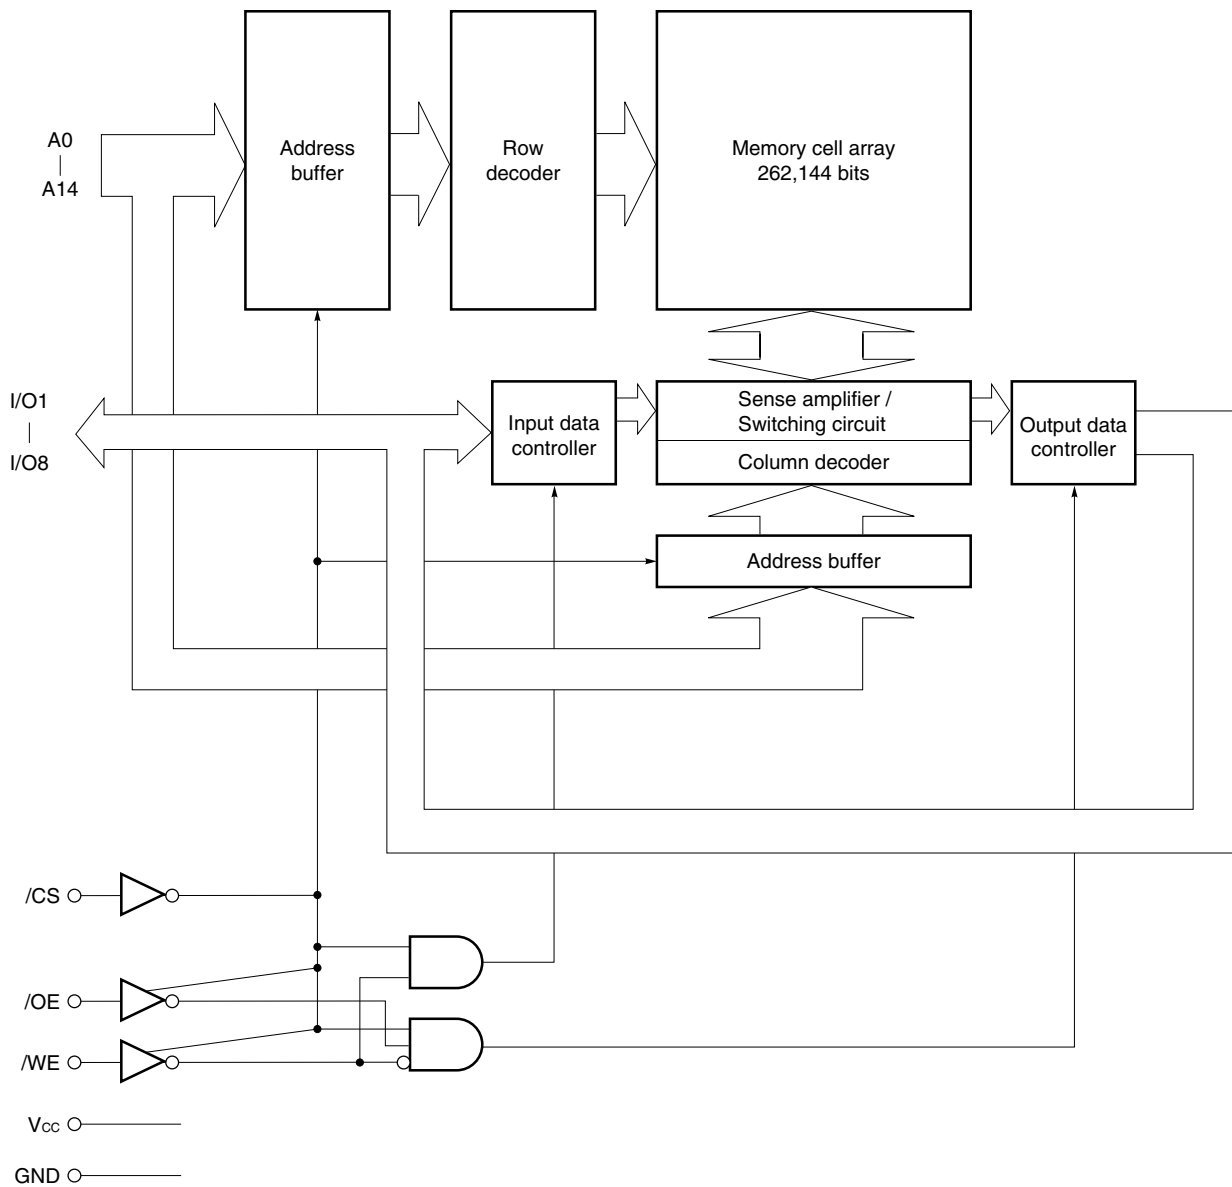 A0
|
A14
Address
buffer
Row
decoder
Memory cell array
262,144 bits
I/O1
|
I/O8
Input data
controller
Sense amplifier /
Switching circuit
Column decoder
Output data
controller
Address buffer
/CS
/OE
/WE
VCC
GND